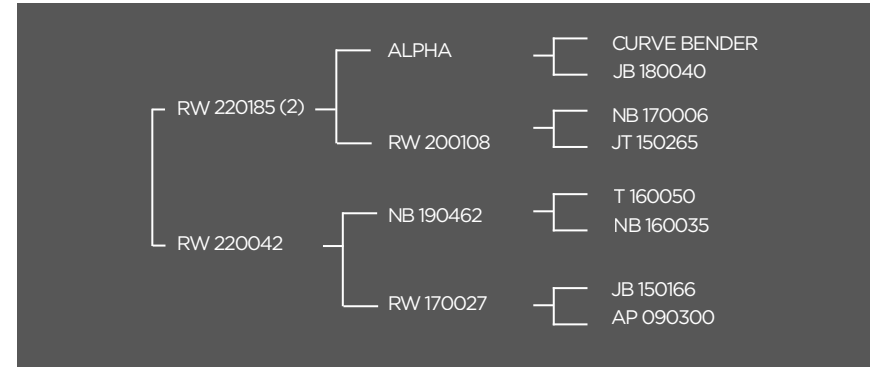 ALPHA
CURVE BENDER
JB 180040
RW 220185 (2)
RW 200108
NB 170006
JT 150265
NB 190462
T 160050
NB 160035
RW 220042
RW 170027
JB 150166
AP 090300